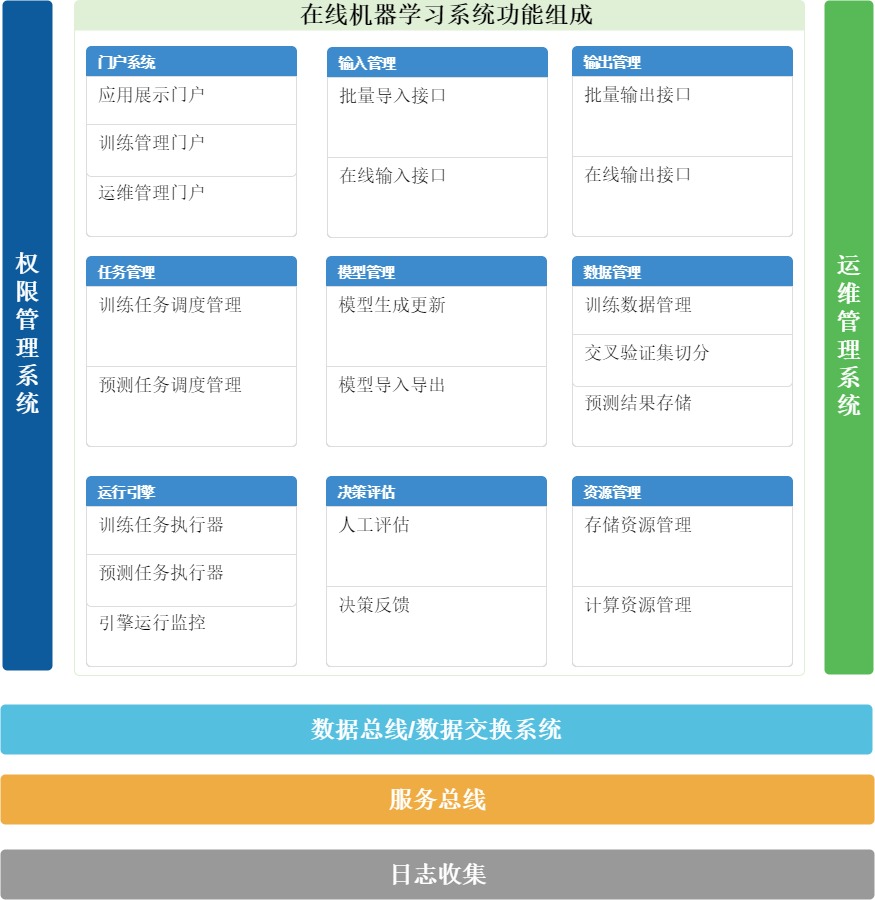 在线机器学习系统功能组成
权限管理系统
门户系统
应用展示门户
训练管理门户
运维管理门户
输入管理
批量导入接口
在线输入接口
输出管理
批量输出接口
在线输出接口
任务管理
训练任务调度管理
预测任务调度管理
模型管理
模型生成更新
模型导入导出
数据管理
训练数据管理
交叉验证集切分
预测结果存储
运行引擎
训练任务执行器
预测任务执行器
引擎运行监控
决策评估
人工评估
决策反馈
资源管理
存储资源管理
计算资源管理
运维管理系统
数据总线/数据交换系统
服务总线
日志收集